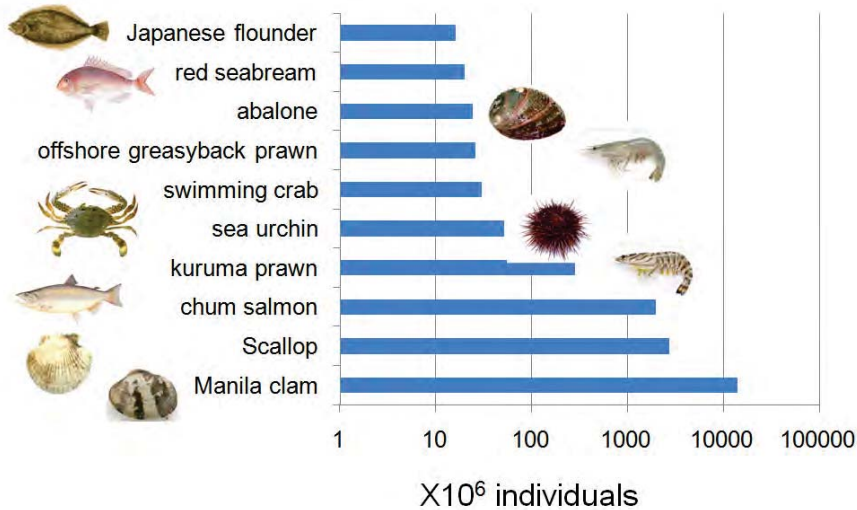 Japanese flounder
red seabream
abalone
offshore greasyback prawn
swimming crab
sea urchin
kuruma prawn
chum salmon
Scallop
Manila clam
1 10 100 1000 10000 100000
X10⁶ individuals